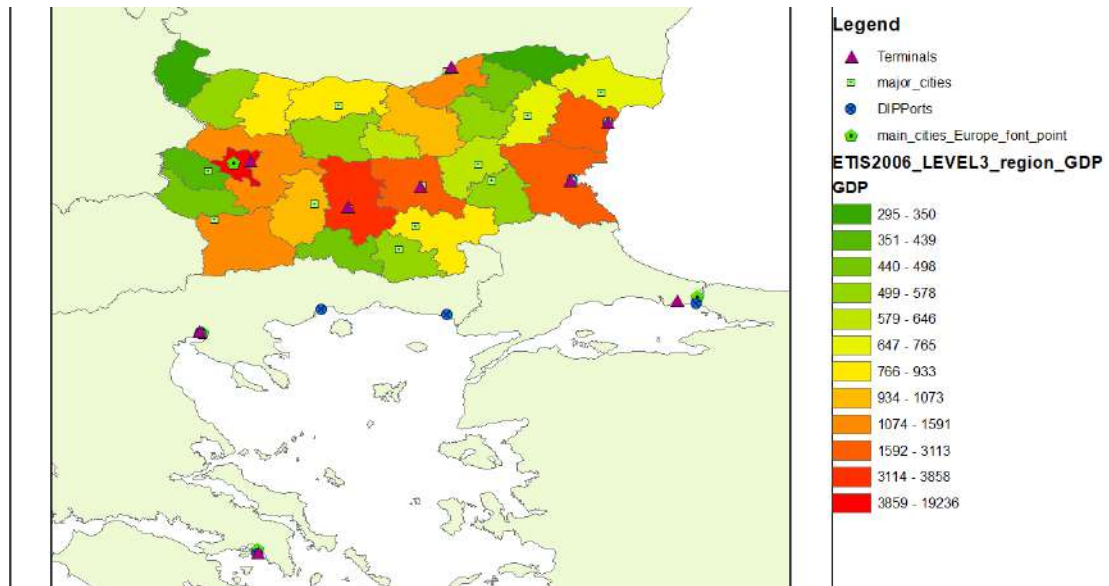 Legend
Terminals
major_cities
DIPPorts
main_cities_Europe_font_point
ETIS2006_LEVEL3_region_GDP
GDP
295 - 350
351 - 439
440 - 498
499 - 578
579 - 646
647 - 765
766 - 933
934 - 1073
1074 - 1591
1592 - 3113
3114 - 3858
3859 - 19236